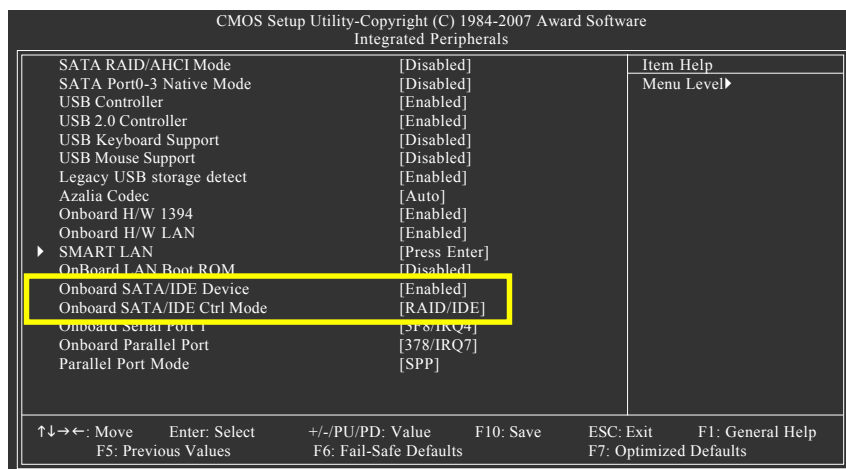 CMOS Setup Utility-Copyright (C) 1984-2007 Award Software
Integrated Peripherals
SATA RAID/AHCI Mode [Disabled] Item Help
SATA Port0-3 Native Mode [Disabled] Menu Level▶
USB Controller [Enabled]
USB 2.0 Controller [Enabled]
USB Keyboard Support [Disabled]
USB Mouse Support [Disabled]
Legacy USB storage detect [Enabled]
Azalia Codec [Auto]
Onboard H/W 1394 [Enabled]
Onboard H/W LAN [Enabled]
▶ SMART LAN [Press Enter]
OnBoard LAN Boot ROM [Disabled]
Onboard SATA/IDE Device [Enabled]
Onboard SATA/IDE Ctrl Mode [RAID/IDE]
Onboard Serial Port 1 [3F8/IRQ4]
Onboard Parallel Port [378/IRQ7]
Parallel Port Mode [SPP]
↑↓→←: Move Enter: Select +/-/PU/PD: Value F10: Save ESC: Exit F1: General Help
F5: Previous Values F6: Fail-Safe Defaults F7: Optimized Defaults